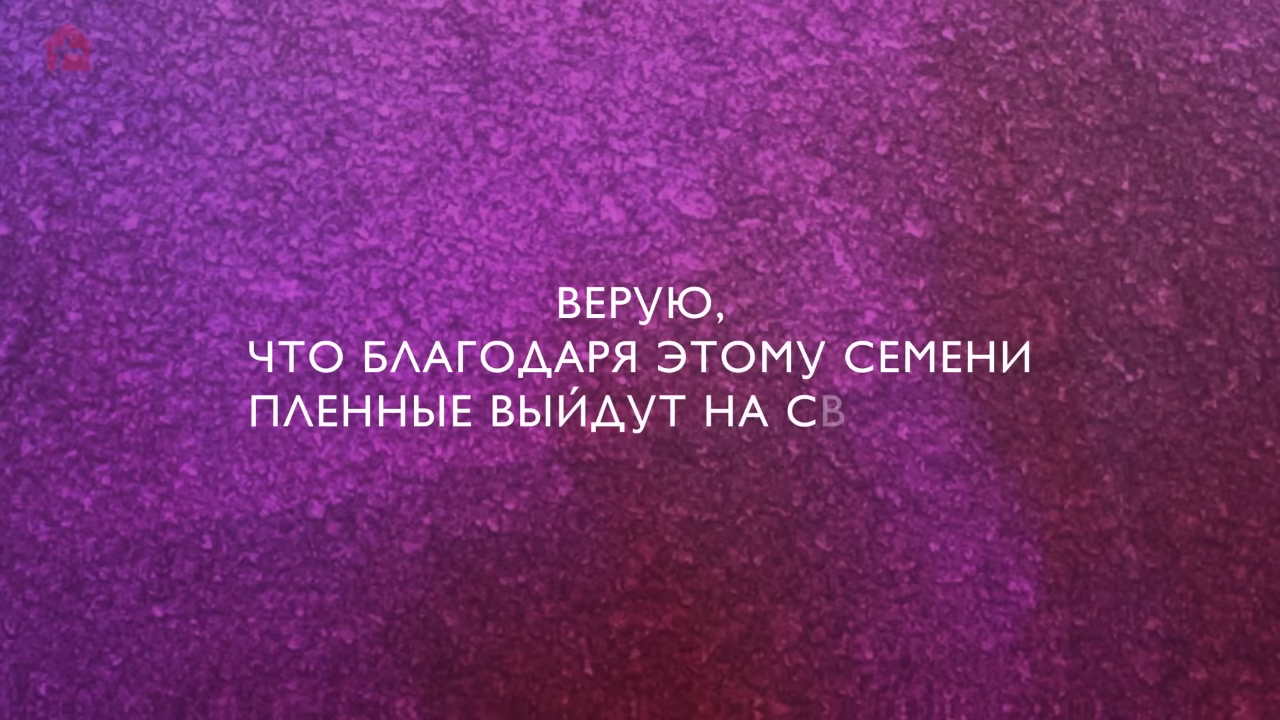 ВЕРУЮ,
ЧТО БЛАГОДАРЯ ЭТОМУ СЕМЕНИ
ПЛЕННЫЕ ВЫЙДУТ НА СВ